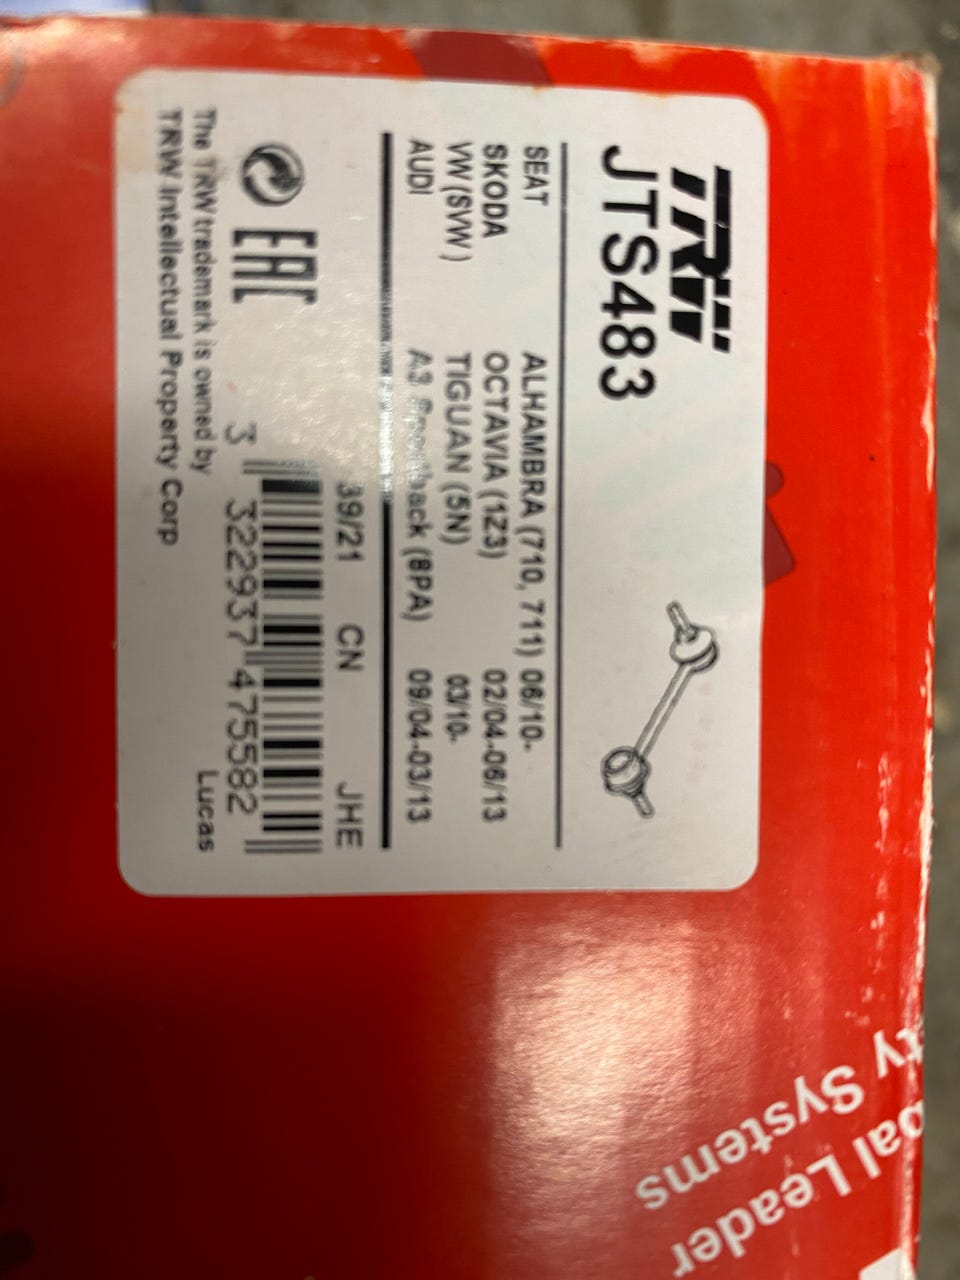 TRW
JTS483
SEAT ALHAMBRA (710, 711) 06/10-
SKODA OCTAVIA (1Z3) 02/04-06/13
VW (SVW) TIGUAN (5N) 03/10-
AUDI A3 Sportback (8PA) 09/04-03/13
39/21 CN JHE
EAC
3 322937 475582
Lucas
The TRW trademark is owned by
TRW Intellectual Property Corp
bal Leader
ty Systems